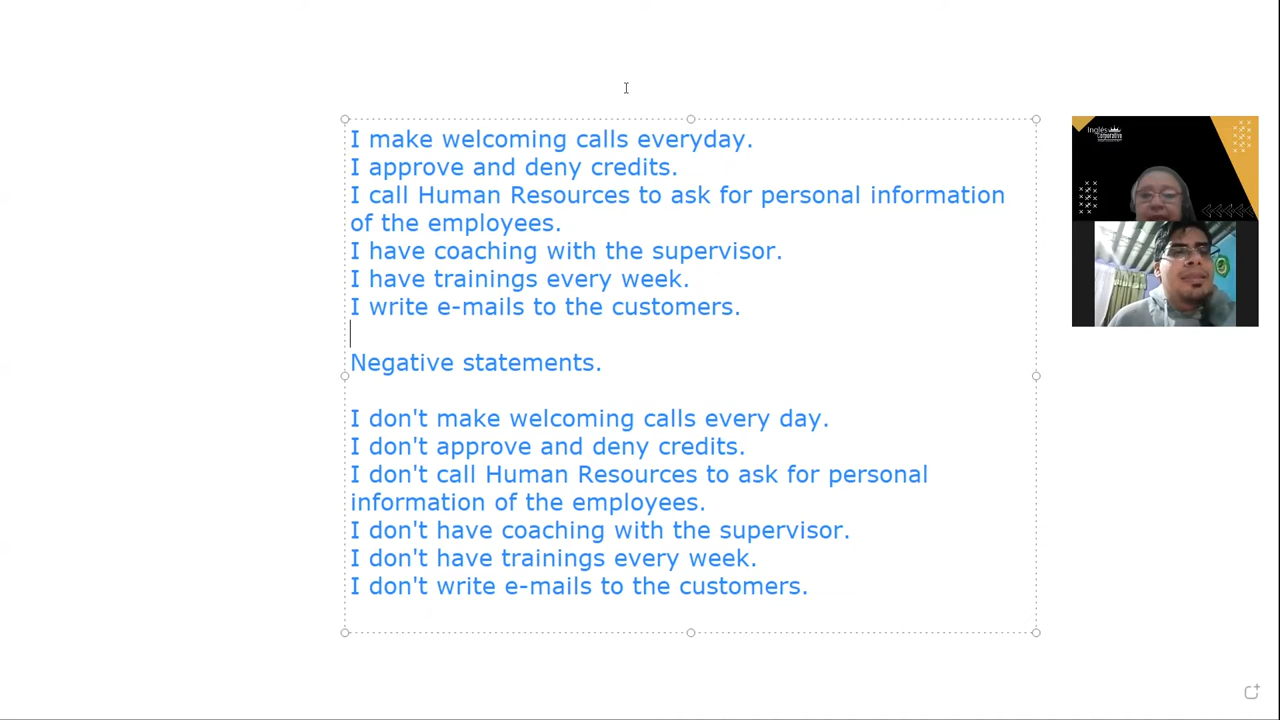 I make welcoming calls everyday.
I approve and deny credits.
I call Human Resources to ask for personal information
of the employees.
I have coaching with the supervisor.
I have trainings every week.
I write e-mails to the customers.
Negative statements.
I don't make welcoming calls every day.
I don't approve and deny credits.
I don't call Human Resources to ask for personal
information of the employees.
I don't have coaching with the supervisor.
I don't have trainings every week.
I don't write e-mails to the customers.
Inglés
Corporativo